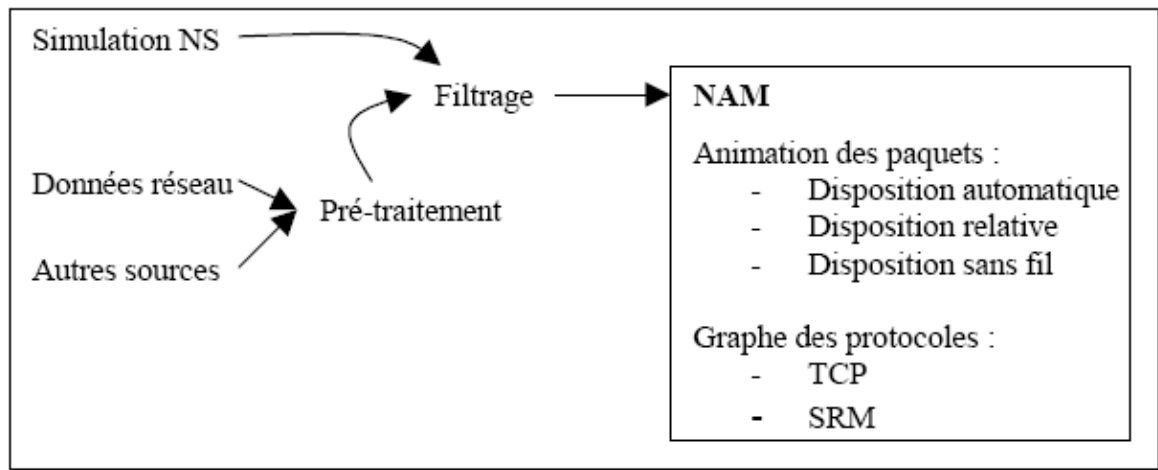 Simulation NS
Filtrage
Données réseau
Pré-traitement
Autres sources
NAM
Animation des paquets :
- Disposition automatique
- Disposition relative
- Disposition sans fil
Graphe des protocoles :
- TCP
- SRM